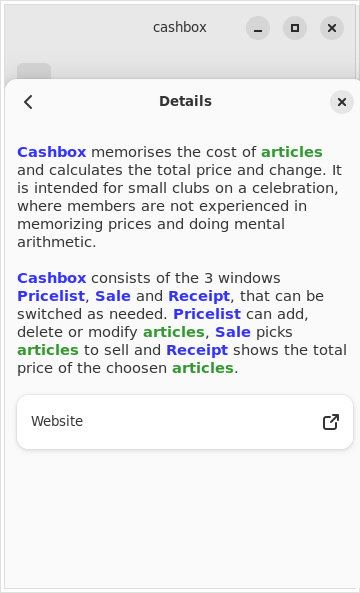 cashbox
Details
Cashbox memorises the cost of articles
and calculates the total price and change. It
is intended for small clubs on a celebration,
where members are not experienced in
memorizing prices and doing mental
arithmetic.
Cashbox consists of the 3 windows
Pricelist, Sale and Receipt, that can be
switched as needed. Pricelist can add,
delete or modify articles, Sale picks
articles to sell and Receipt shows the total
price of the choosen articles.
Website